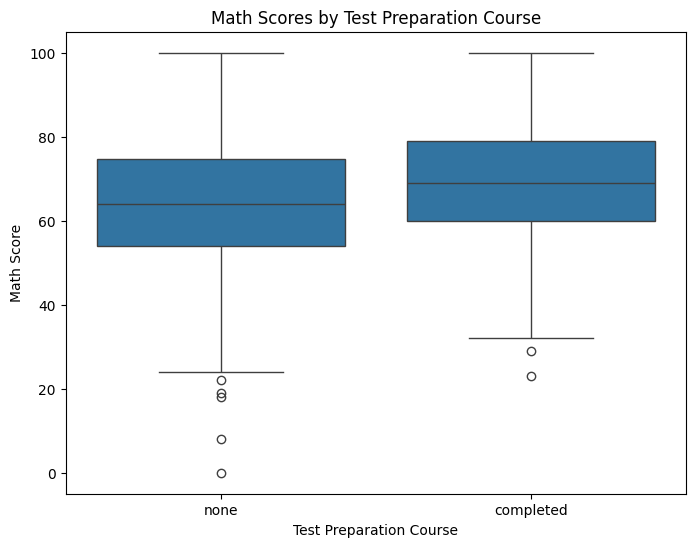 Math Scores by Test Preparation Course
100
80
60
40
20
0
Math Score
none
completed
Test Preparation Course